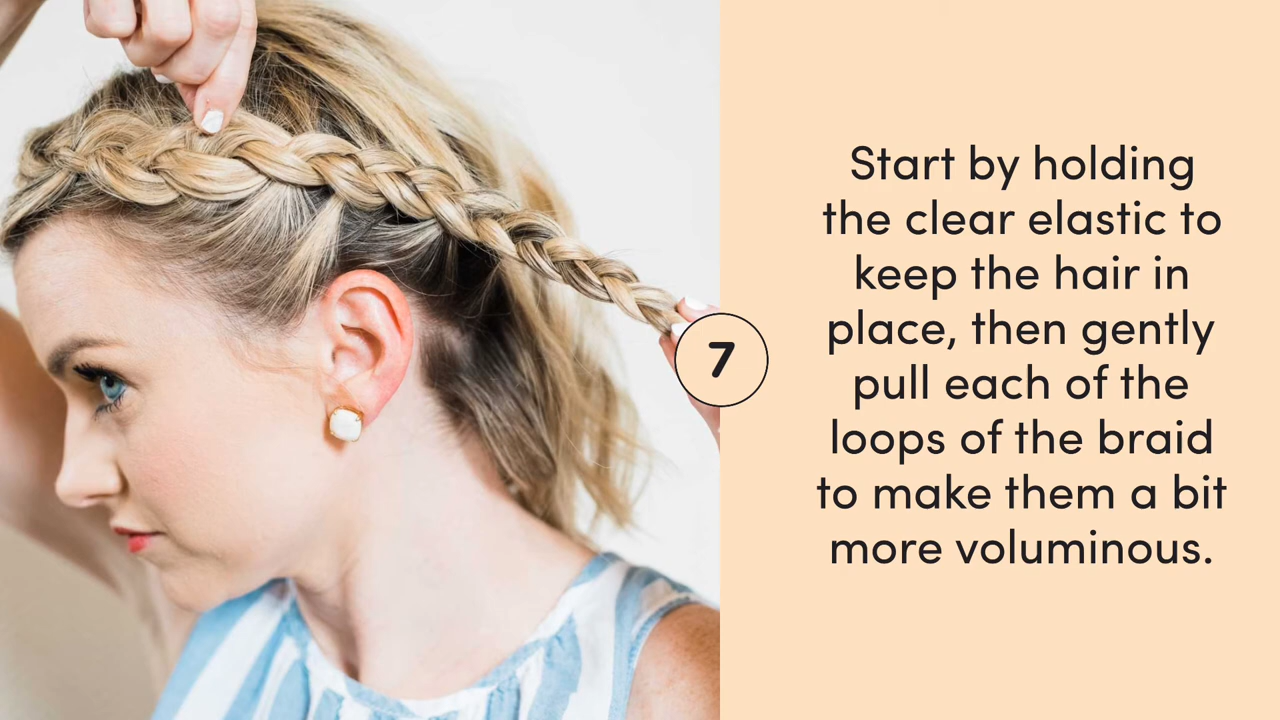 7
Start by holding
the clear elastic to
keep the hair in
place, then gently
pull each of the
loops of the braid
to make them a bit
more voluminous.